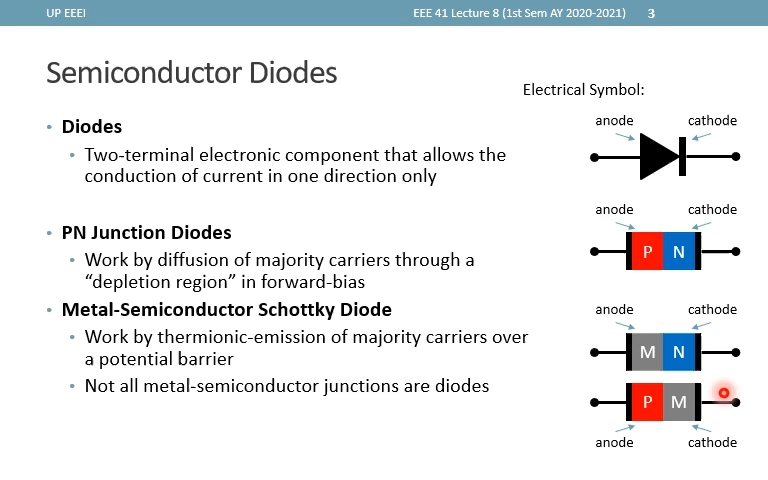 UP EEEI
EEE 41 Lecture 8 (1st Sem AY 2020-2021) 3
Semiconductor Diodes
• Diodes
• Two-terminal electronic component that allows the
conduction of current in one direction only
• PN Junction Diodes
• Work by diffusion of majority carriers through a
“depletion region” in forward-bias
• Metal-Semiconductor Schottky Diode
• Work by thermionic-emission of majority carriers over
a potential barrier
• Not all metal-semiconductor junctions are diodes
Electrical Symbol:
anode cathode
anode cathode
P N
anode cathode
M N
P M
anode cathode